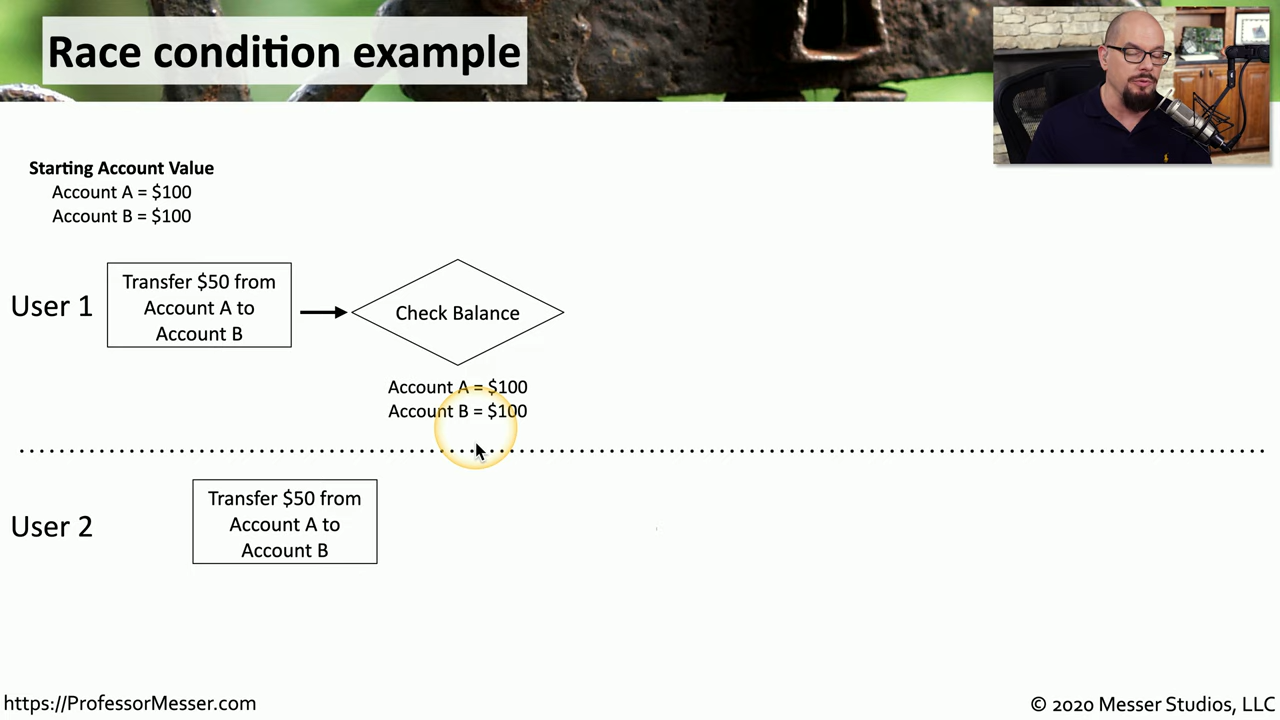 Race condition example
Starting Account Value
Account A = $100
Account B = $100
User 1
Transfer $50 from
Account A to
Account B
Check Balance
Account A = $100
Account B = $100
User 2
Transfer $50 from
Account A to
Account B
https://ProfessorMesser.com
© 2020 Messer Studios, LLC